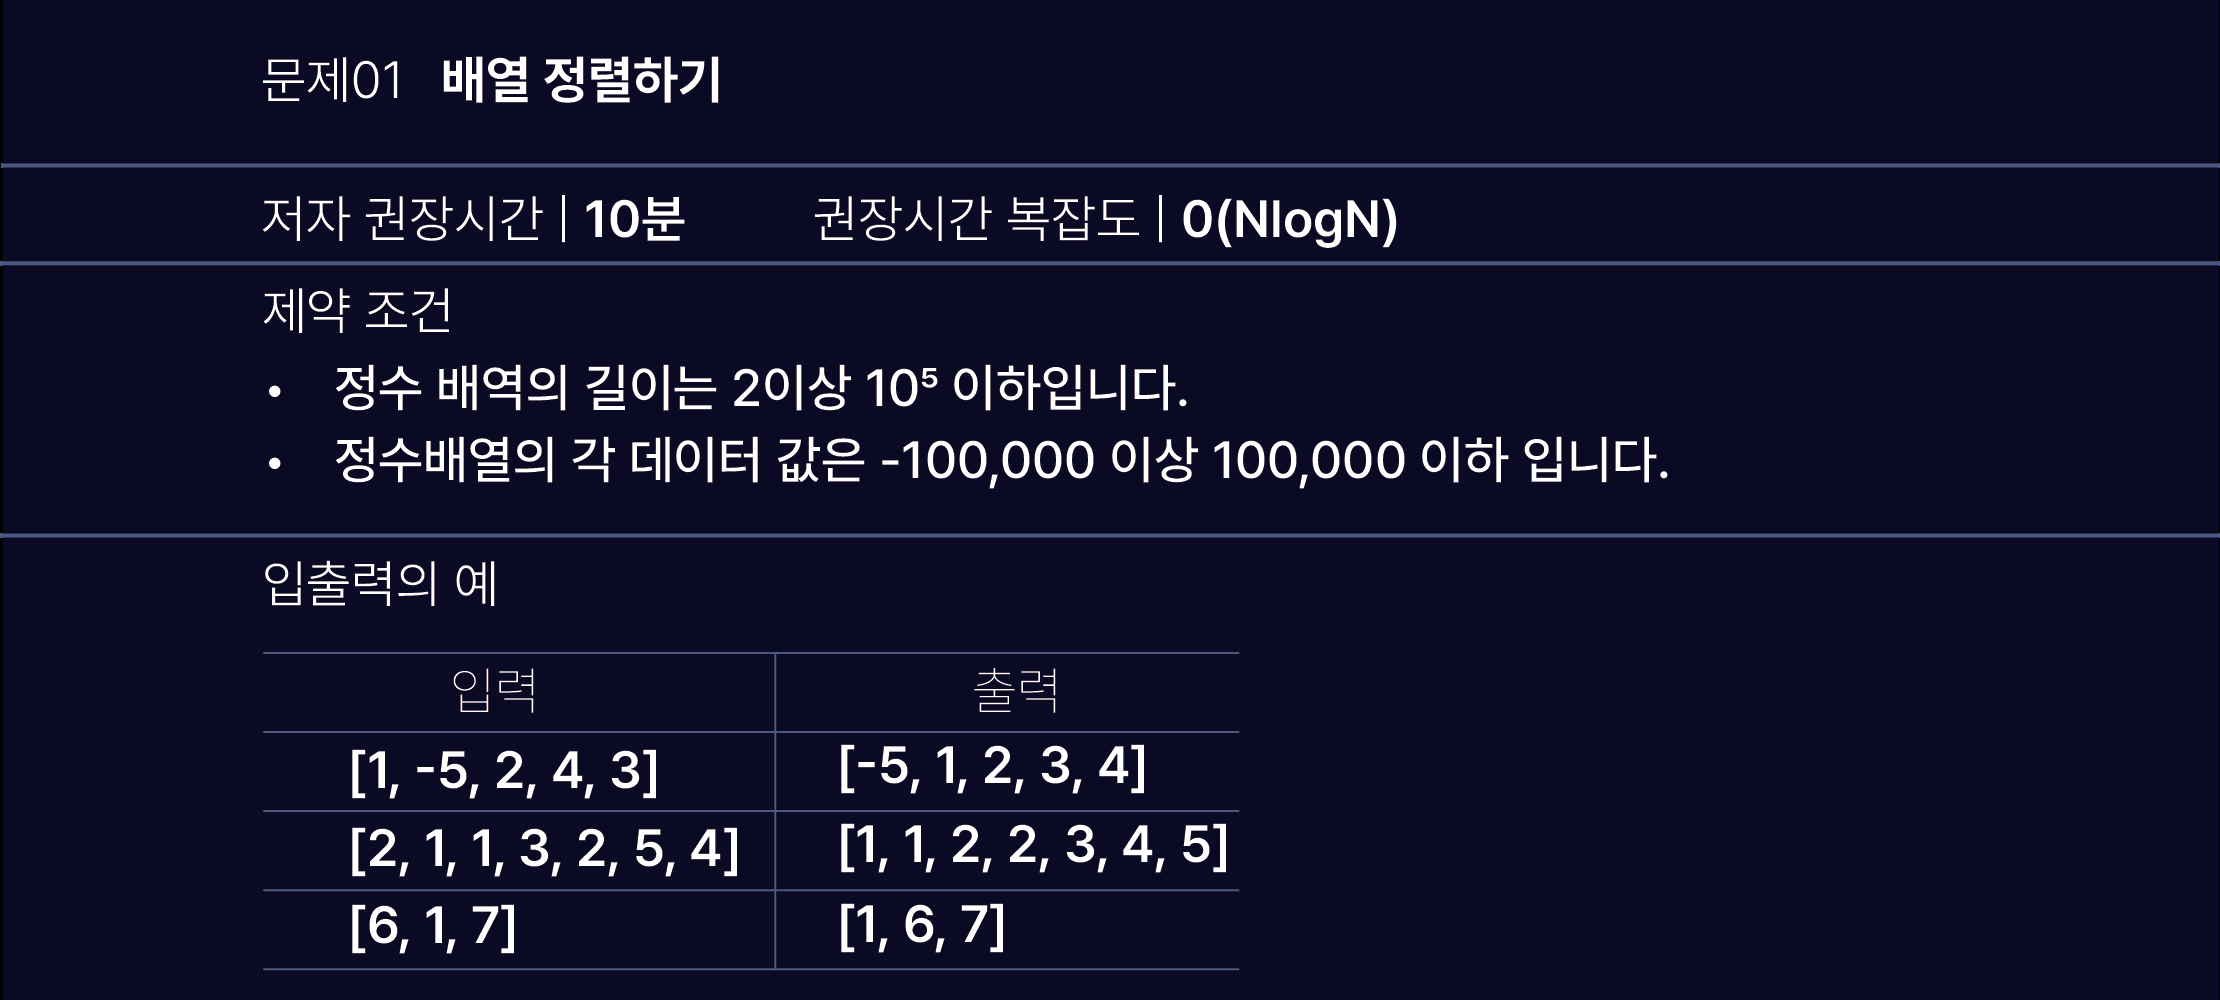 문제01 배열 정렬하기
저자 권장시간 | 10분 권장시간 복잡도 | 0(NlogN)
제약 조건
• 정수 배역의 길이는 2이상 10⁵ 이하입니다.
• 정수배열의 각 데이터 값은 -100,000 이상 100,000 이하 입니다.
입출력의 예
입력 출력
[1, -5, 2, 4, 3] [-5, 1, 2, 3, 4]
[2, 1, 1, 3, 2, 5, 4] [1, 1, 2, 2, 3, 4, 5]
[6, 1, 7] [1, 6, 7]